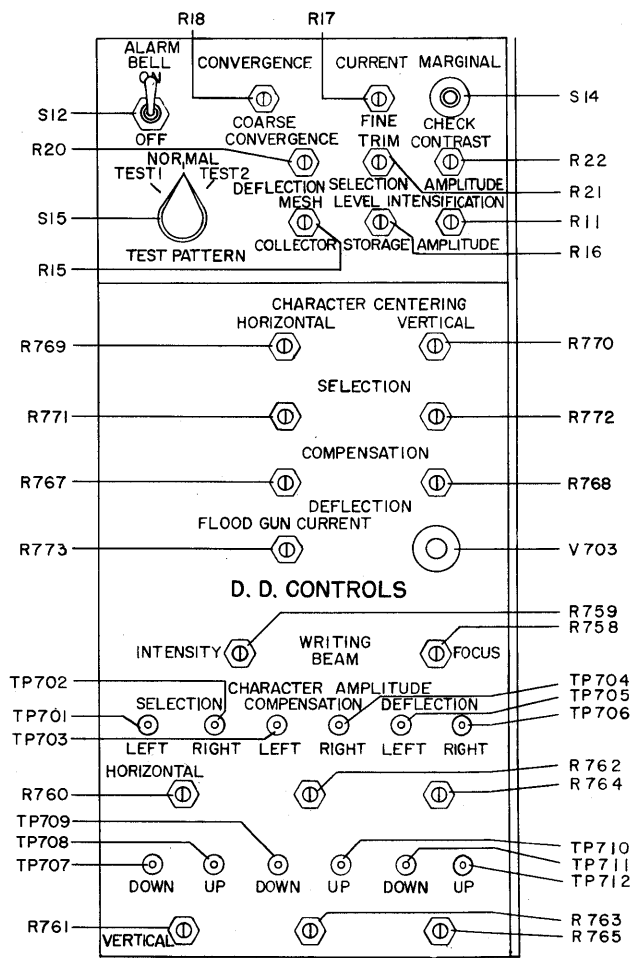 R18 R17
ALARM
BELL CONVERGENCE CURRENT MARGINAL
ON
S12 S14
OFF COARSE FINE CHECK
R20 CONVERGENCE TRIM CONTRAST
NORMAL R22
TEST 1 TEST 2 DEFLECTION SELECTION AMPLITUDE R21
MESH LEVEL INTENSIFICATION
S15 R11
COLLECTOR STORAGE AMPLITUDE
TEST PATTERN R16
R15
CHARACTER CENTERING
HORIZONTAL VERTICAL
R769 R770
SELECTION
R771 R772
COMPENSATION
R767 R768
DEFLECTION
FLOOD GUN CURRENT
R773 V703
D. D. CONTROLS
R759
R758
INTENSITY WRITING FOCUS
BEAM
TP702 TP704
CHARACTER AMPLITUDE TP705
SELECTION COMPENSATION DEFLECTION
TP701 TP706
TP703
LEFT RIGHT LEFT RIGHT LEFT RIGHT
HORIZONTAL R762
R760 R764
TP709
TP708 TP710
TP707 TP711
TP712
DOWN UP DOWN UP DOWN UP
R763
R761 R765
VERTICAL